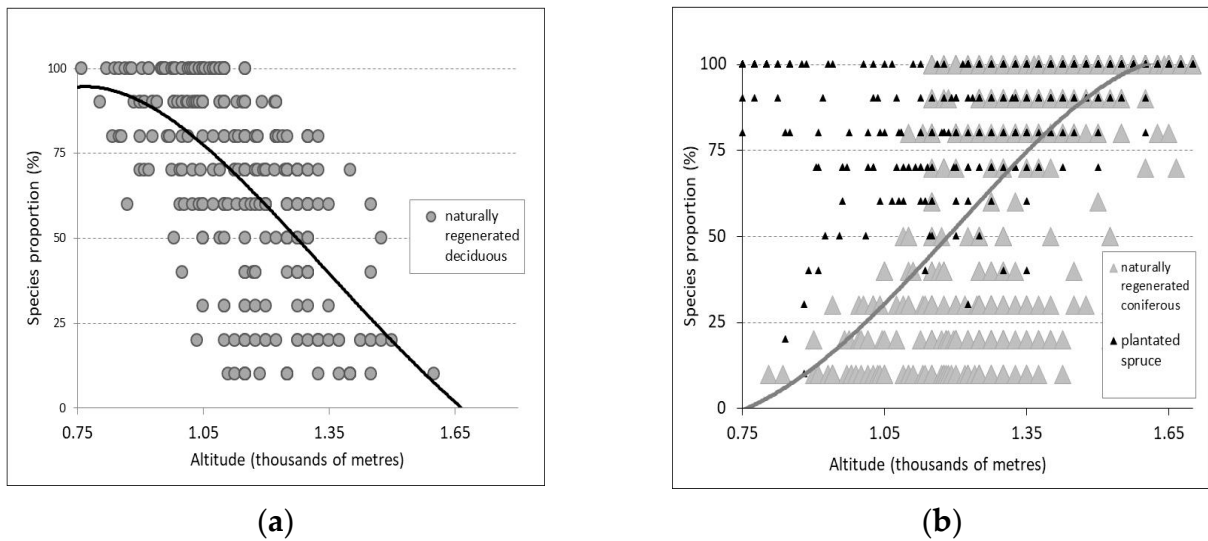 100
75
50
25
0
Species proportion (%)
0.75 1.05 1.35 1.65
Altitude (thousands of metres)
naturally
regenerated
deciduous
(a)
100
75
50
25
0
Species proportion (%)
0.75 1.05 1.35 1.65
Altitude (thousands of metres)
naturally
regenerated
coniferous
plantated
spruce
(b)